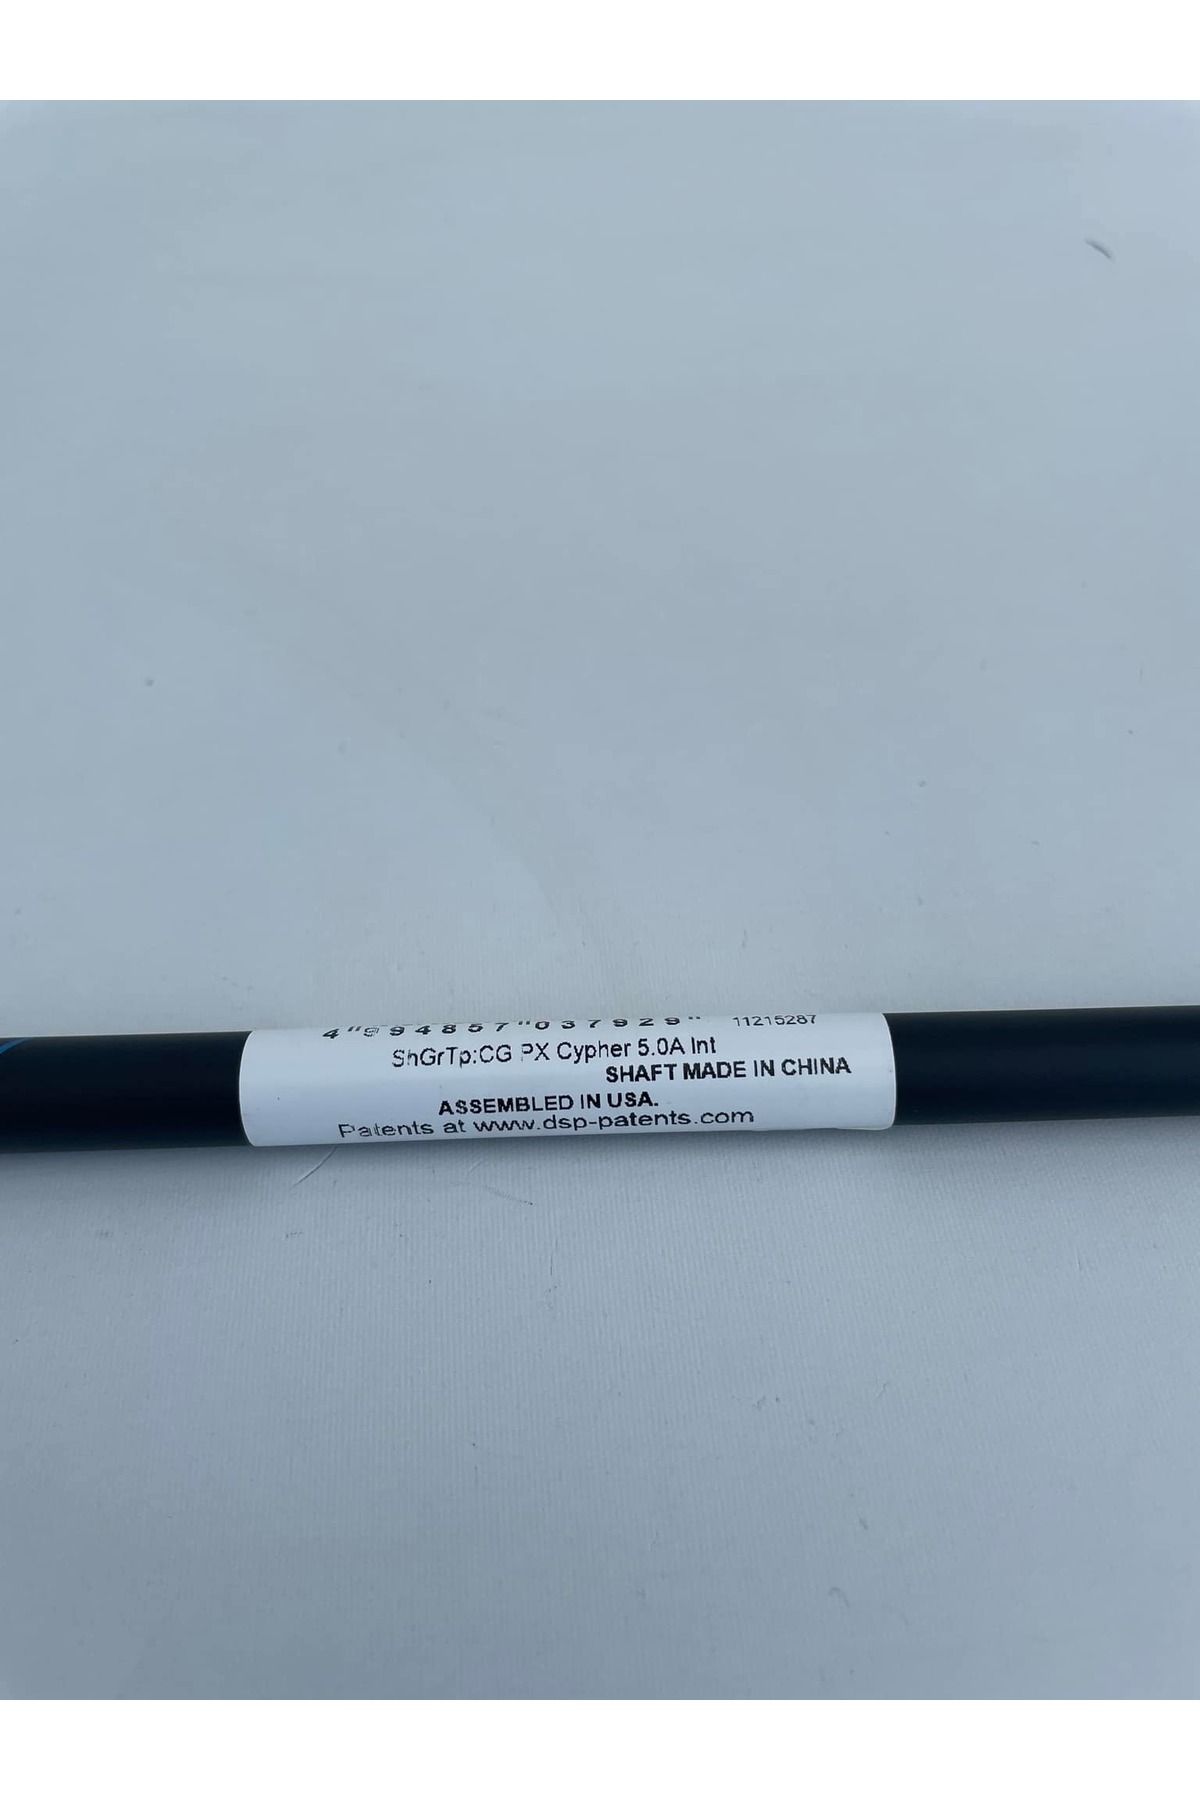 4"994857"037929" 11215287
ShGrTp:CG PX Cypher 5.0A Int
SHAFT MADE IN CHINA
ASSEMBLED IN USA.
Patents at www.dsp-patents.com